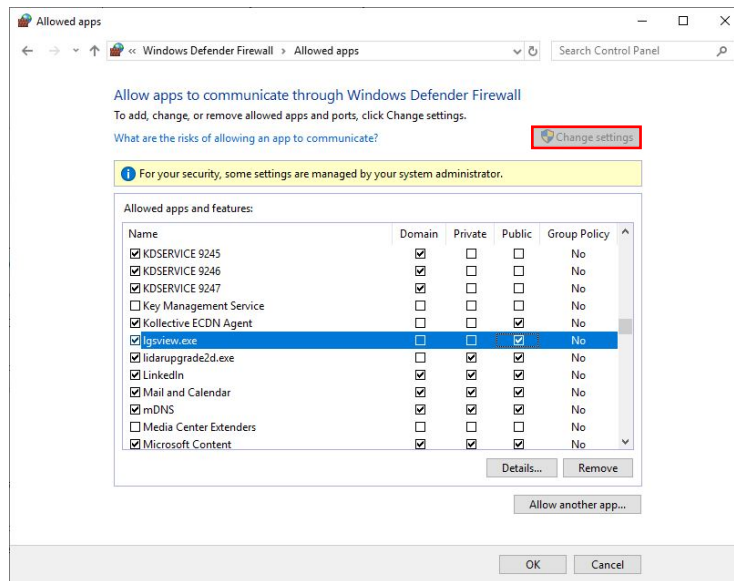 Allowed apps
« Windows Defender Firewall › Allowed apps
Search Control Panel
Allow apps to communicate through Windows Defender Firewall
To add, change, or remove allowed apps and ports, click Change settings.
What are the risks of allowing an app to communicate?
Change settings
For your security, some settings are managed by your system administrator.
Allowed apps and features:
Name Domain Private Public Group Policy
KDSERVICE 9245 No
KDSERVICE 9246 No
KDSERVICE 9247 No
Key Management Service No
Kollective ECDN Agent No
lgsview.exe No
lidarupgrade2d.exe No
LinkedIn No
Mail and Calendar No
mDNS No
Media Center Extenders No
Microsoft Content No
Details... Remove
Allow another app...
OK Cancel